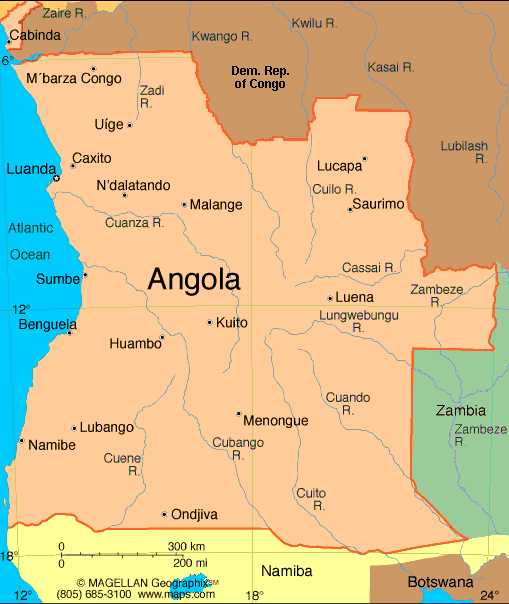 Zaire R.
Cabinda
Kwilu R.
Kwango R.
6°
Dem. Rep.
of Congo
Kasai R.
M´barza Congo
Zadi
R.
Uíge
Lubilash
R.
Caxito
Luanda
Lucapa
N'dalatando
Cuilo R.
Malange
Saurimo
Cuanza R.
Atlantic
Ocean
Cassai R.
Sumbe
Angola
Zambeze
R.
Luena
12°
Lungwebungu
R.
Benguela
Kuito
Huambo
Cuando
R.
Zambia
Menongue
Lubango
Zambeze
R.
Namibe
Cubango
R.
Cuene
R.
Cuito
R.
Ondjiva
0 300 km
0 200 mi
18°
Namiba
© MAGELLAN Geographix℠
(805) 685-3100 www.maps.com
Botswana
12°
18°
24°